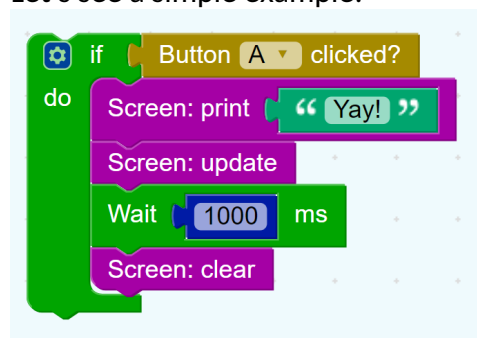 Let's see a simple example:
if Button A clicked?
do
Screen: print “ Yay! ”
Screen: update
Wait 1000 ms
Screen: clear